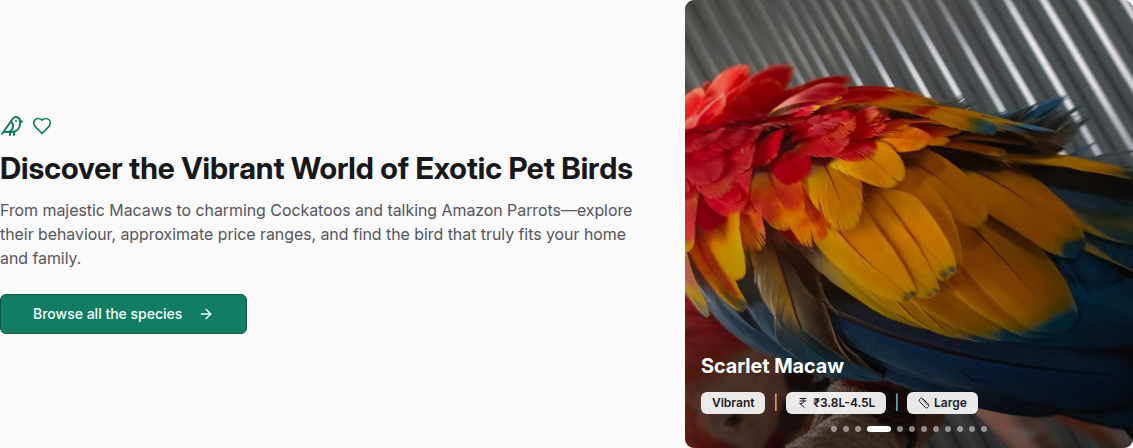 Discover the Vibrant World of Exotic Pet Birds
From majestic Macaws to charming Cockatoos and talking Amazon Parrots—explore
their behaviour, approximate price ranges, and find the bird that truly fits your home
and family.
Browse all the species →
Scarlet Macaw
Vibrant | ₹ ₹3.8L-4.5L | Large